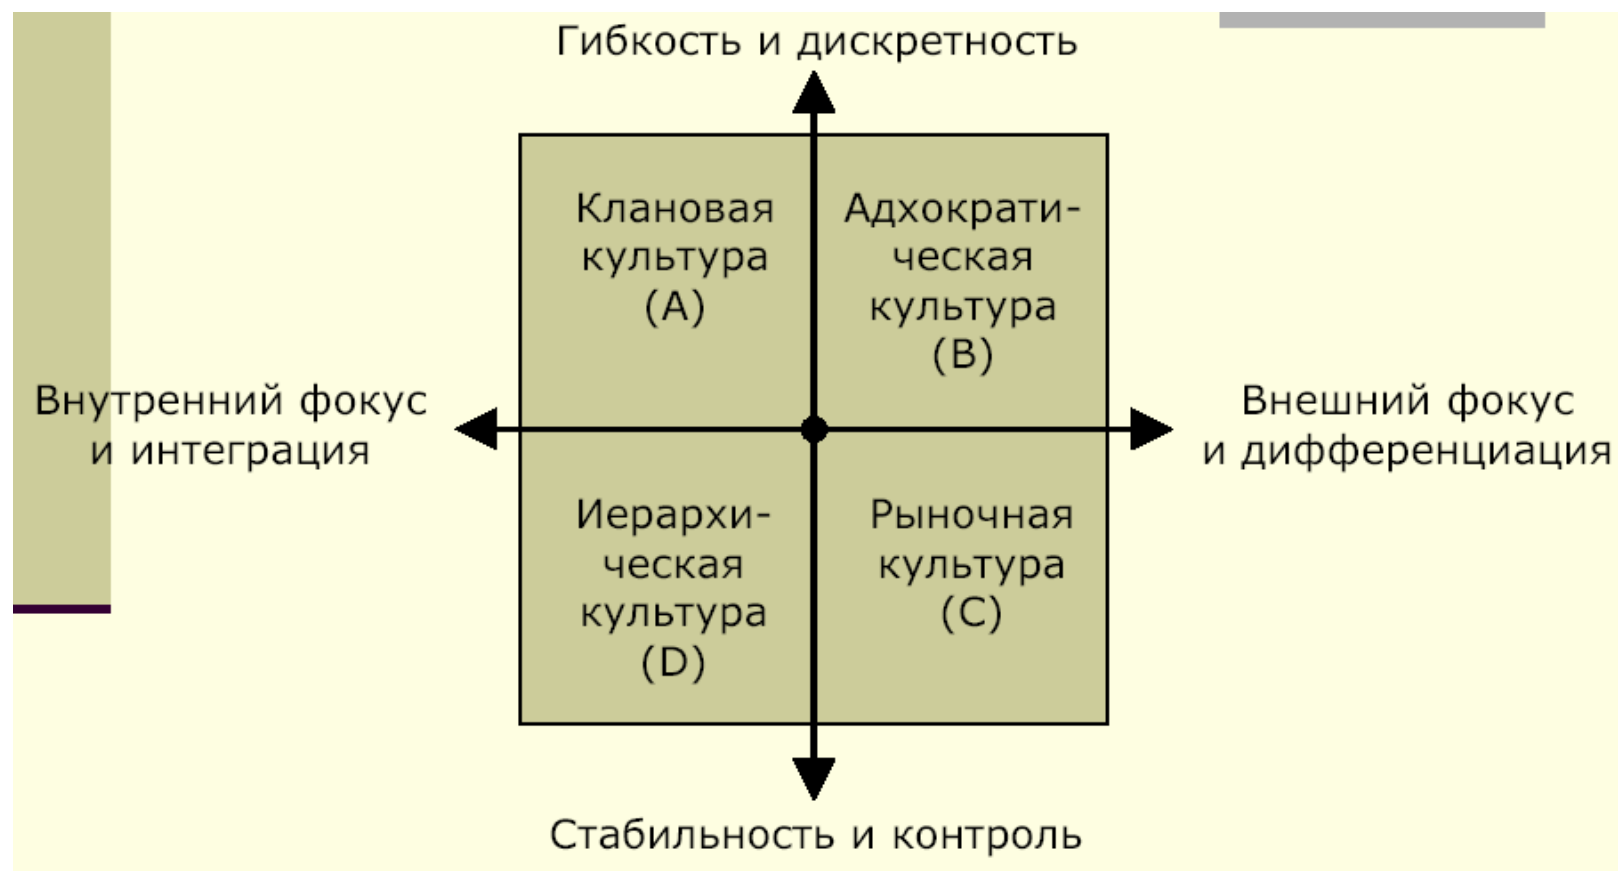 Гибкость и дискретность
Клановая
культура
(A)
Адхократи-
ческая
культура
(B)
Внутренний фокус
и интеграция
Внешний фокус
и дифференциация
Иерархи-
ческая
культура
(D)
Рыночная
культура
(C)
Стабильность и контроль